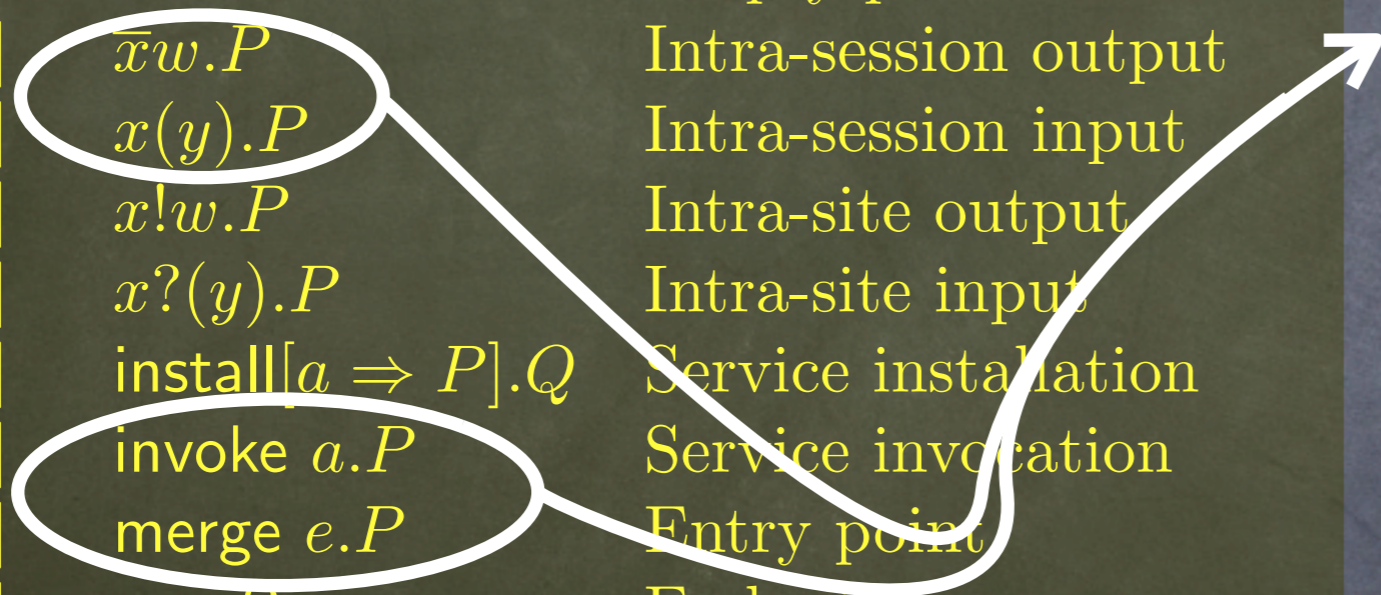 x̅w.P Intra-session output
x(y).P Intra-session input
x!w.P Intra-site output
x?(y).P Intra-site input
install[a ⇒ P].Q Service installation
invoke a.P Service invocation
merge e.P Entry point